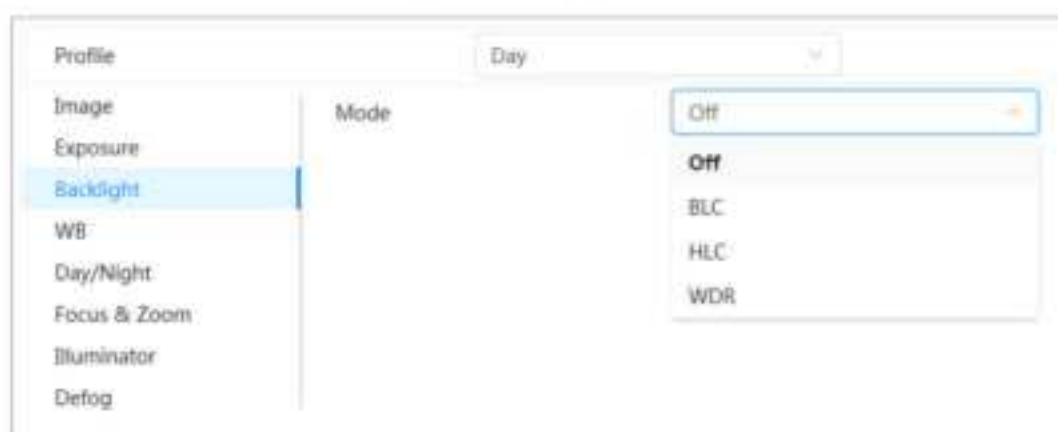 Profile Day
Image Mode Off
Exposure
Off
Backlight
BLC
WB
HLC
Day/Night
WDR
Focus & Zoom
Illuminator
Defog